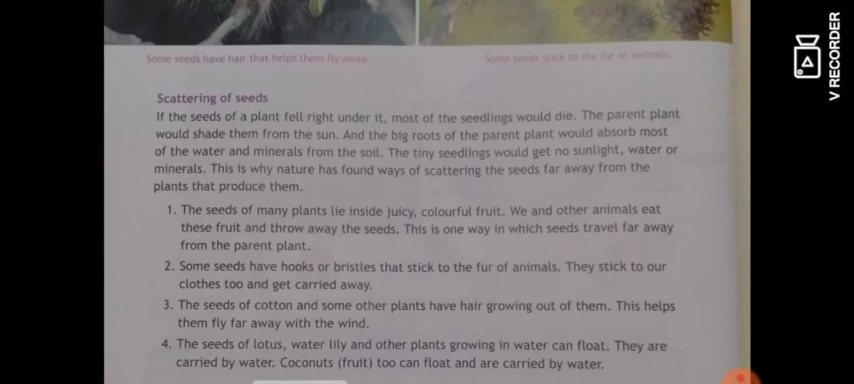 Some seeds have hair that helps them fly away.
Some seeds stick to the fur of animals.
V RECORDER
Scattering of seeds
If the seeds of a plant fell right under it, most of the seedlings would die. The parent plant
would shade them from the sun. And the big roots of the parent plant would absorb most
of the water and minerals from the soil. The tiny seedlings would get no sunlight, water or
minerals. This is why nature has found ways of scattering the seeds far away from the
plants that produce them.
1. The seeds of many plants lie inside juicy, colourful fruit. We and other animals eat
these fruit and throw away the seeds. This is one way in which seeds travel far away
from the parent plant.
2. Some seeds have hooks or bristles that stick to the fur of animals. They stick to our
clothes too and get carried away.
3. The seeds of cotton and some other plants have hair growing out of them. This helps
them fly far away with the wind.
4. The seeds of lotus, water lily and other plants growing in water can float. They are
carried by water. Coconuts (fruit) too can float and are carried by water.